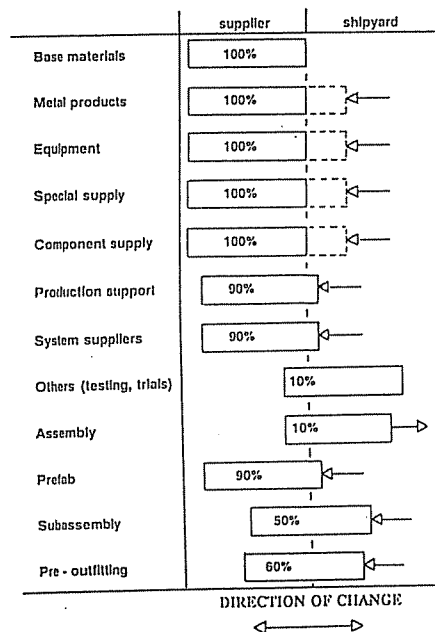 supplier shipyard
Base materials 100%
Metal products 100%
Equipment 100%
Special supply 100%
Component supply 100%
Production support 90%
System suppliers 90%
Others (testing, trials) 10%
Assembly 10%
Prefab 90%
Subassembly 50%
Pre - outfitting 60%
DIRECTION OF CHANGE